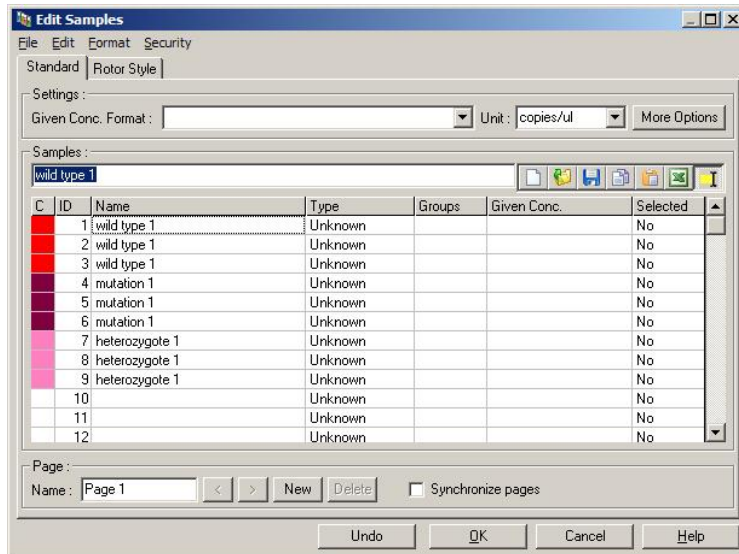 Edit Samples
File Edit Format Security
Standard Rotor Style
Settings :
Given Conc. Format : Unit : copies/ul More Options
Samples :
wild type 1
C ID Name Type Groups Given Conc. Selected
1 wild type 1 Unknown No
2 wild type 1 Unknown No
3 wild type 1 Unknown No
4 mutation 1 Unknown No
5 mutation 1 Unknown No
6 mutation 1 Unknown No
7 heterozygote 1 Unknown No
8 heterozygote 1 Unknown No
9 heterozygote 1 Unknown No
10 Unknown No
11 Unknown No
12 Unknown No
Page :
Name : Page 1 < > New Delete Synchronize pages
Undo OK Cancel Help